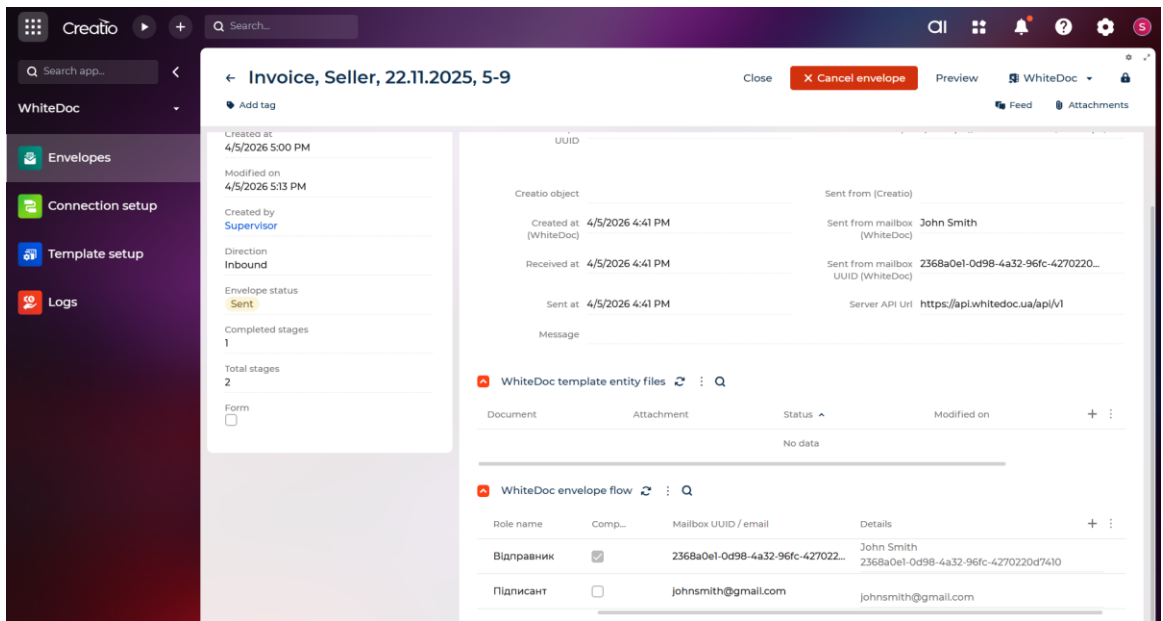 Creatio
Search...
aı
S
Search app...
WhiteDoc
Envelopes
Connection setup
Template setup
Logs
Invoice, Seller, 22.11.2025, 5-9
Close
Cancel envelope
Preview
WhiteDoc
Add tag
Feed
Attachments
Created at
4/5/2026 5:00 PM
Modified on
4/5/2026 5:13 PM
Created by
Supervisor
Direction
Inbound
Envelope status
Sent
Completed stages
1
Total stages
2
Form
UUID
Creatio object
Sent from (Creatio)
Created at (WhiteDoc)
4/5/2026 4:41 PM
Sent from mailbox (WhiteDoc)
John Smith
Received at
4/5/2026 4:41 PM
Sent from mailbox UUID (WhiteDoc)
2368a0e1-0d98-4a32-96fc-4270220...
Sent at
4/5/2026 4:41 PM
Server API Url
https://api.whitedoc.ua/api/v1
Message
WhiteDoc template entity files
Document Attachment Status Modified on
No data
WhiteDoc envelope flow
Role name Comp... Mailbox UUID / email Details
Відправник 2368a0e1-0d98-4a32-96fc-427022... John Smith
2368a0e1-0d98-4a32-96fc-4270220d7410
Підписант johnsmith@gmail.com johnsmith@gmail.com